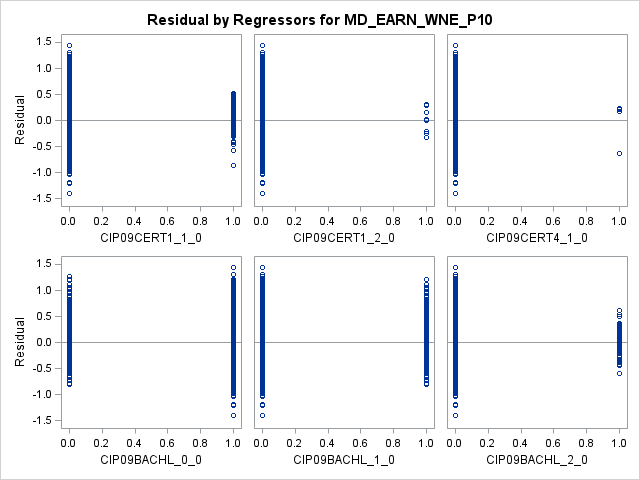 Residual by Regressors for MD_EARN_WNE_P10
1.5
1.0
0.5
0.0
-0.5
-1.0
-1.5
Residual
0.0 0.2 0.4 0.6 0.8 1.0
CIP09CERT1_1_0
0.0 0.2 0.4 0.6 0.8 1.0
CIP09CERT1_2_0
0.0 0.2 0.4 0.6 0.8 1.0
CIP09CERT4_1_0
1.5
1.0
0.5
0.0
-0.5
-1.0
-1.5
Residual
0.0 0.2 0.4 0.6 0.8 1.0
CIP09BACHL_0_0
0.0 0.2 0.4 0.6 0.8 1.0
CIP09BACHL_1_0
0.0 0.2 0.4 0.6 0.8 1.0
CIP09BACHL_2_0